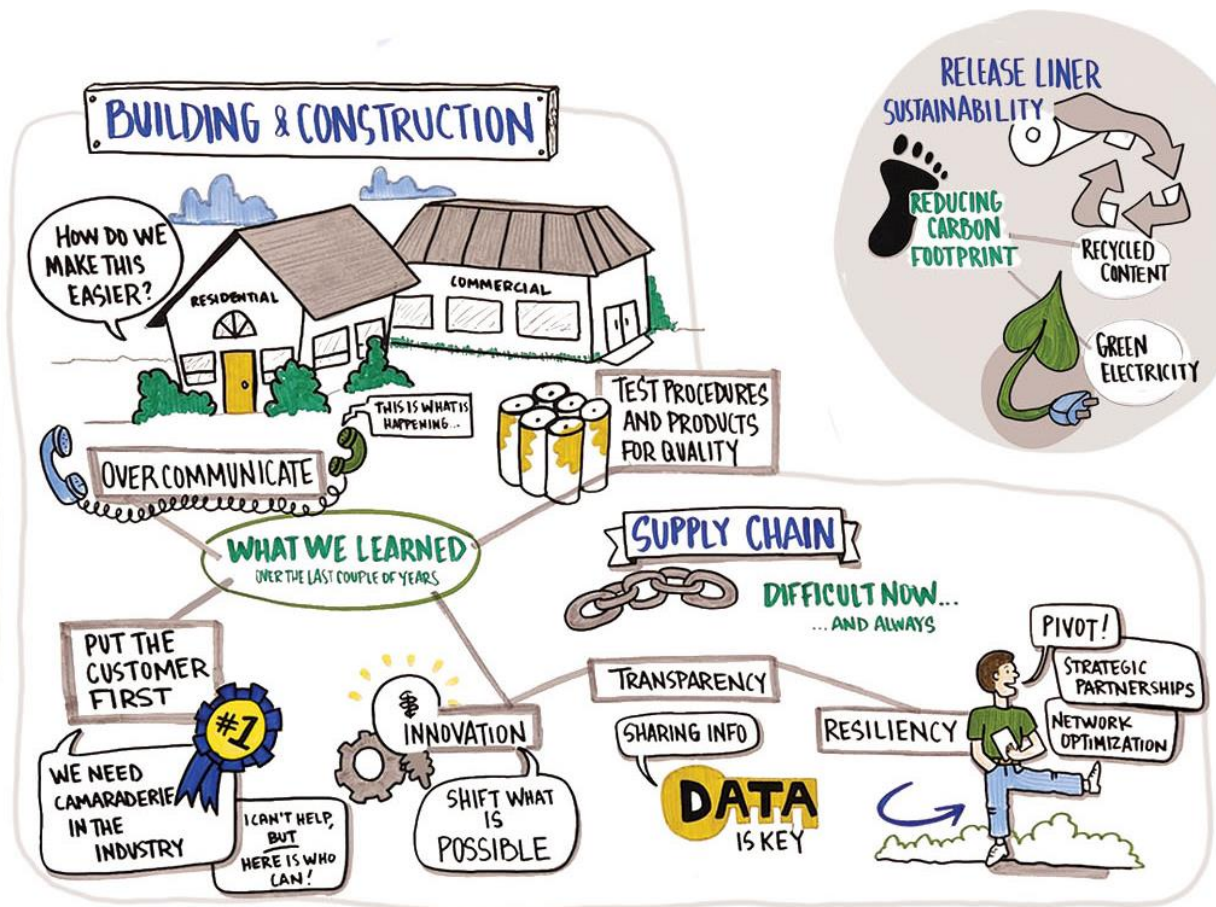 BUILDING & CONSTRUCTION
HOW DO WE
MAKE THIS
EASIER?
RESIDENTIAL
COMMERCIAL
THIS IS WHAT IS
HAPPENING...
OVER COMMUNICATE
TEST PROCEDURES
AND PRODUCTS
FOR QUALITY
WHAT WE LEARNED
OVER THE LAST COUPLE OF YEARS
PUT THE
CUSTOMER
FIRST
#1
WE NEED
CAMARADERIE
IN THE
INDUSTRY
I CAN'T HELP,
BUT
HERE IS WHO
CAN!
INNOVATION
SHIFT WHAT
IS
POSSIBLE
SUPPLY CHAIN
DIFFICULT NOW...
...AND ALWAYS
TRANSPARENCY
SHARING INFO
DATA
IS KEY
RESILIENCY
PIVOT!
STRATEGIC
PARTNERSHIPS
NETWORK
OPTIMIZATION
RELEASE LINER
SUSTAINABILITY
REDUCING
CARBON
FOOTPRINT
RECYCLED
CONTENT
GREEN
ELECTRICITY